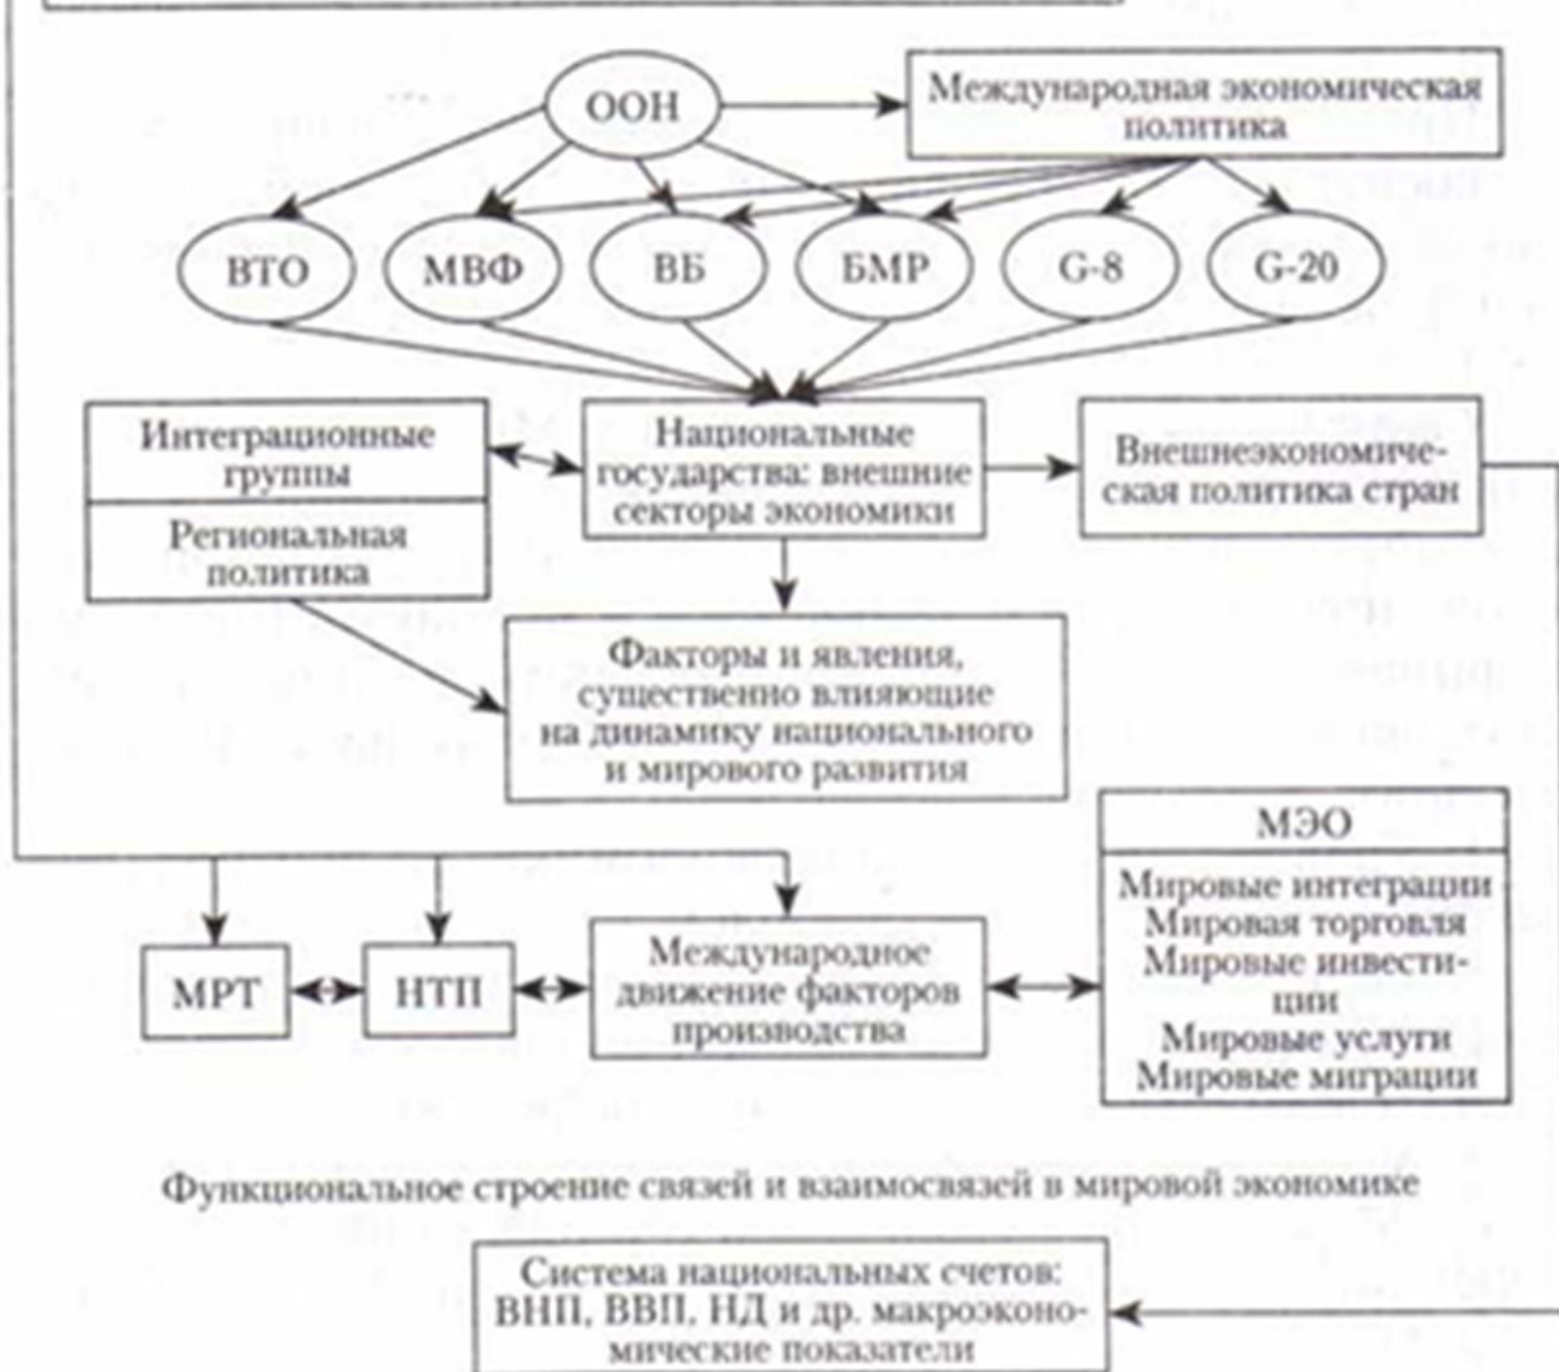 ООН
Международная экономическая
политика
ВТО
МВФ
ВБ
БМР
G-8
G-20
Интеграционные
группы
Региональная
политика
Национальные
государства: внешние
секторы экономики
Внешнеэкономиче-
ская политика стран
Факторы и явления,
существенно влияющие
на динамику национального
и мирового развития
МРТ
НТП
Международное
движение факторов
производства
МЭО
Мировые интеграции
Мировая торговля
Мировые инвести-
ции
Мировые услуги
Мировые миграции
Функциональное строение связей и взаимосвязей в мировой экономике
Система национальных счетов:
ВНП, ВВП, НД и др. макроэконо-
мические показатели